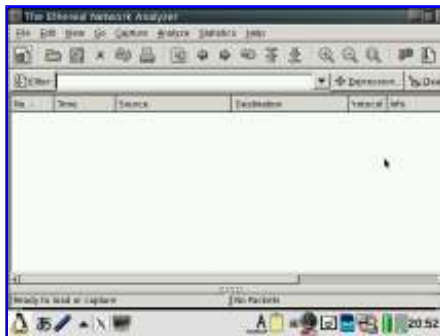 The Ethereal Network Analyzer
File Edit View Go Capture Analyze Statistics Help
Filter: Expression... Clear
No. . Time Source Destination Protocol Info
Ready to load or capture No Packets
20:52